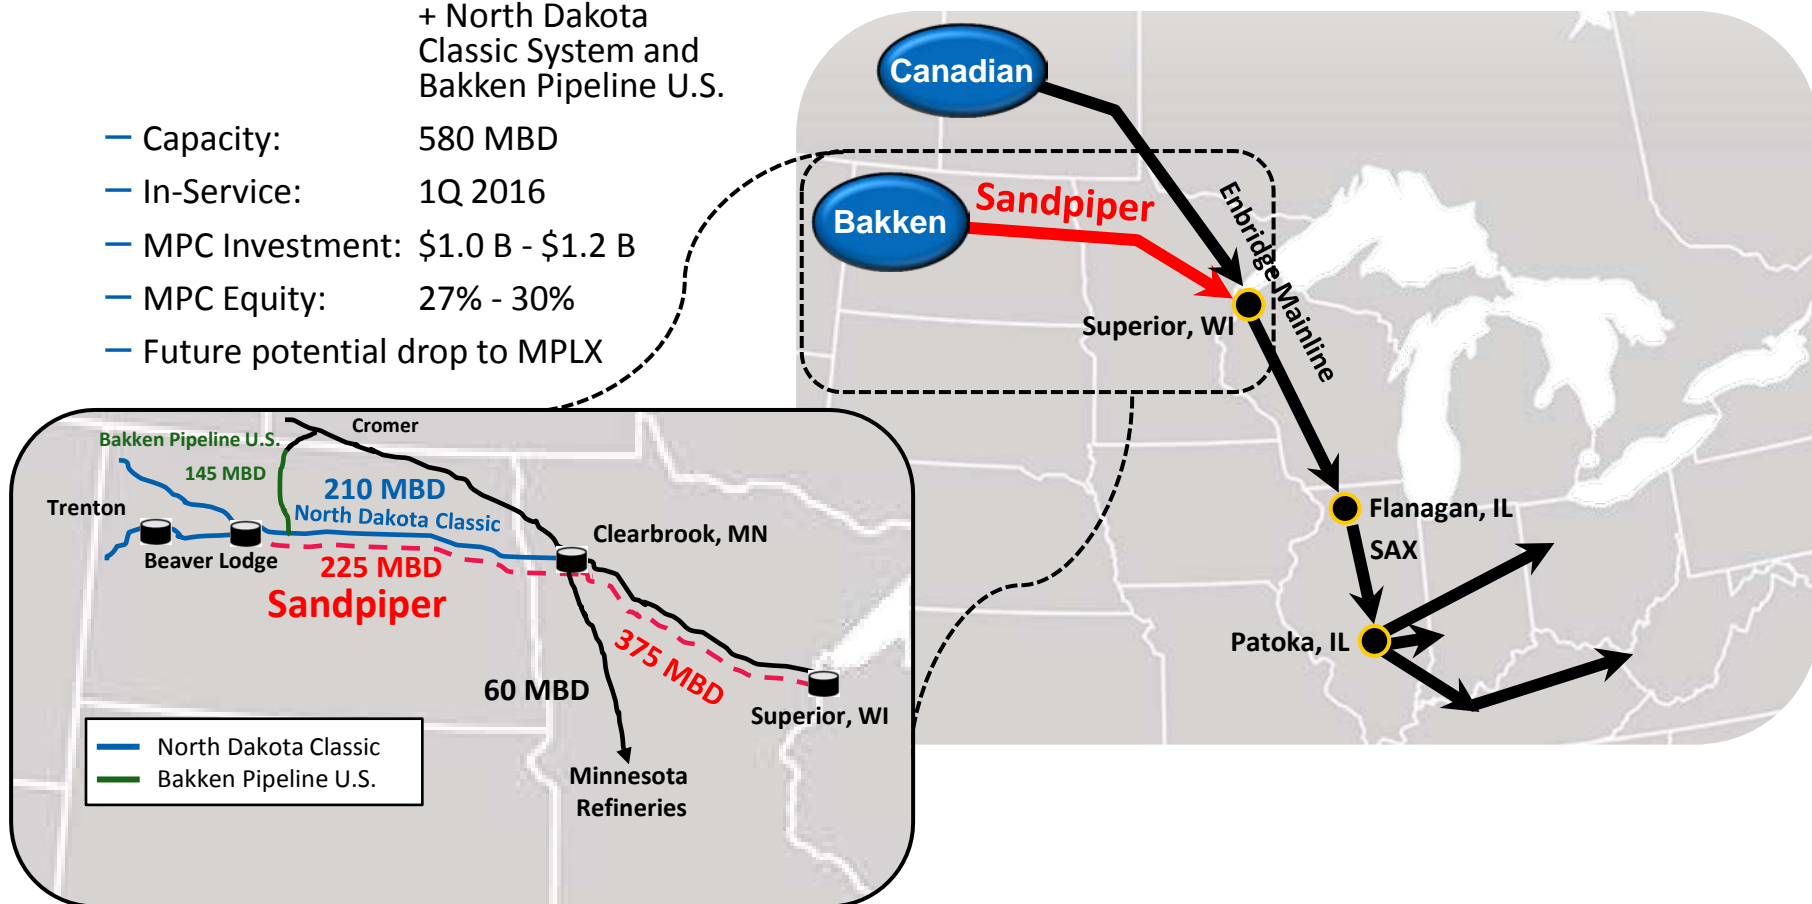 + North Dakota
Classic System and
Bakken Pipeline U.S.
– Capacity: 580 MBD
– In-Service: 1Q 2016
– MPC Investment: $1.0 B - $1.2 B
– MPC Equity: 27% - 30%
– Future potential drop to MPLX
Canadian
Bakken
Sandpiper
Enbridge Mainline
Superior, WI
Flanagan, IL
SAX
Patoka, IL
Cromer
Bakken Pipeline U.S.
145 MBD
210 MBD
North Dakota Classic
Trenton
Beaver Lodge
Clearbrook, MN
225 MBD
Sandpiper
375 MBD
60 MBD
Superior, WI
Minnesota
Refineries
North Dakota Classic
Bakken Pipeline U.S.